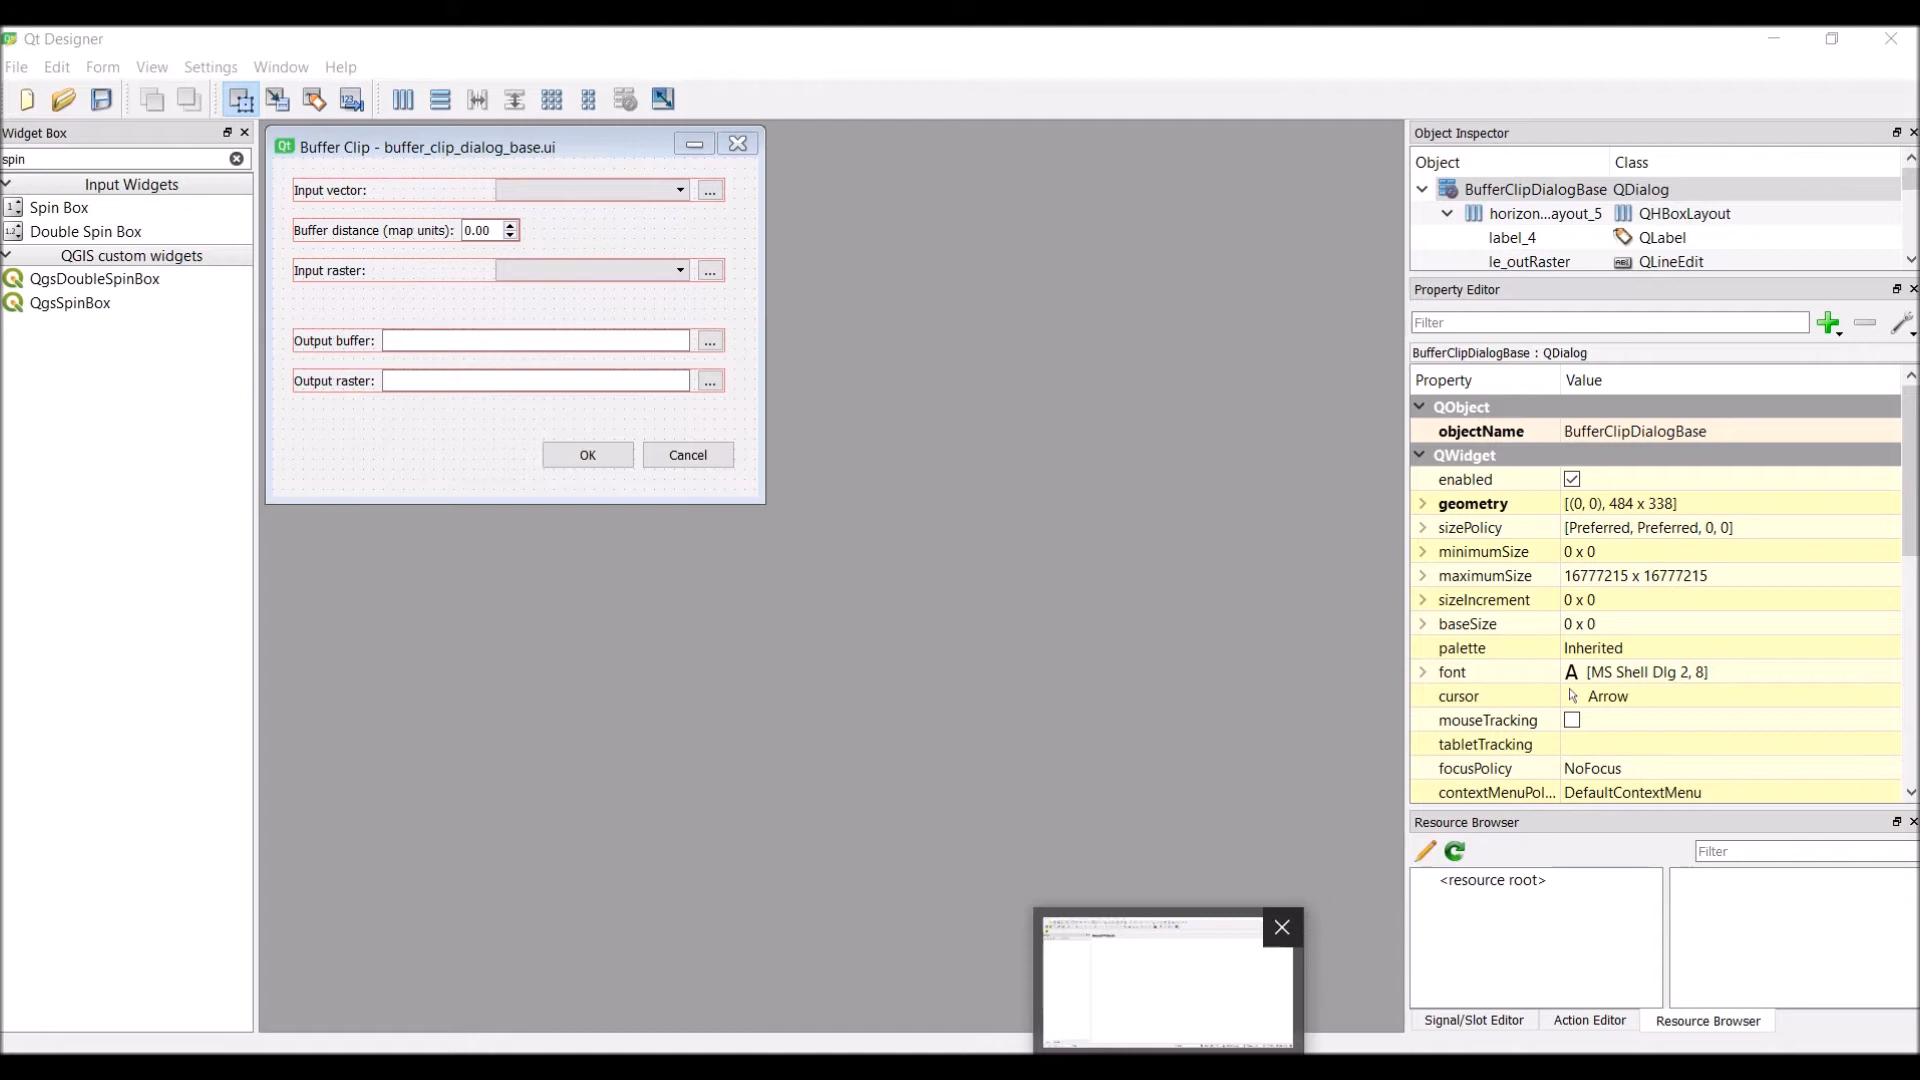 Qt Designer
File Edit Form View Settings Window Help
Widget Box
spin
Input Widgets
Spin Box
Double Spin Box
QGIS custom widgets
QgsDoubleSpinBox
QgsSpinBox
Qt Buffer Clip - buffer_clip_dialog_base.ui
Input vector: ...
Buffer distance (map units): 0.00
Input raster: ...
Output buffer: ...
Output raster: ...
OK Cancel
Object Inspector
Object Class
BufferClipDialogBase QDialog
horizon...ayout_5 QHBoxLayout
label_4 QLabel
le_outRaster QLineEdit
Property Editor
Filter
BufferClipDialogBase : QDialog
Property Value
QObject
objectName BufferClipDialogBase
QWidget
enabled
geometry [(0, 0), 484 x 338]
sizePolicy [Preferred, Preferred, 0, 0]
minimumSize 0 x 0
maximumSize 16777215 x 16777215
sizeIncrement 0 x 0
baseSize 0 x 0
palette Inherited
font A [MS Shell Dlg 2, 8]
cursor Arrow
mouseTracking
tabletTracking
focusPolicy NoFocus
contextMenuPol... DefaultContextMenu
Resource Browser
Filter
<resource root>
Signal/Slot Editor Action Editor Resource Browser